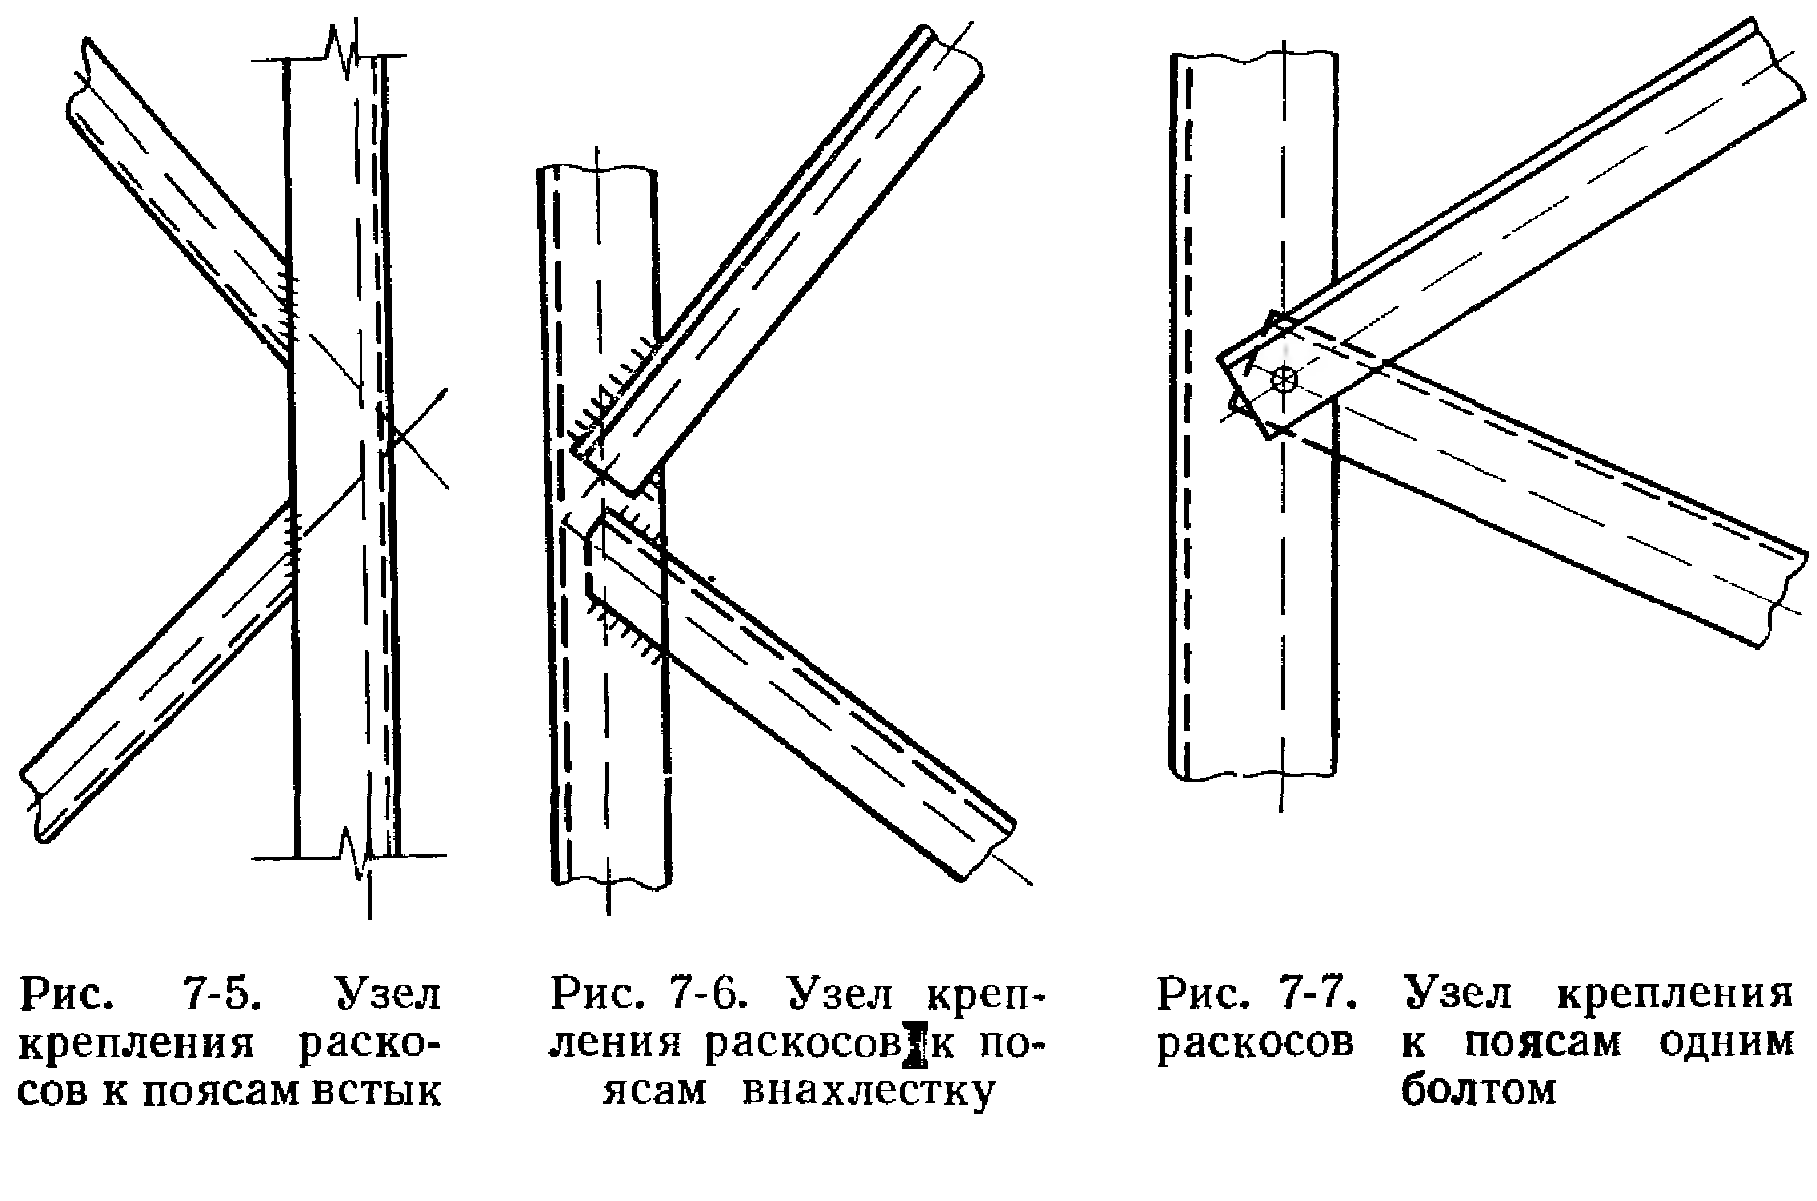 Рис. 7-5. Узел
крепления раско-
сов к поясам встык
Рис. 7-6. Узел креп-
ления раскосов к по-
ясам внахлестку
Рис. 7-7. Узел крепления
раскосов к поясам одним
болтом